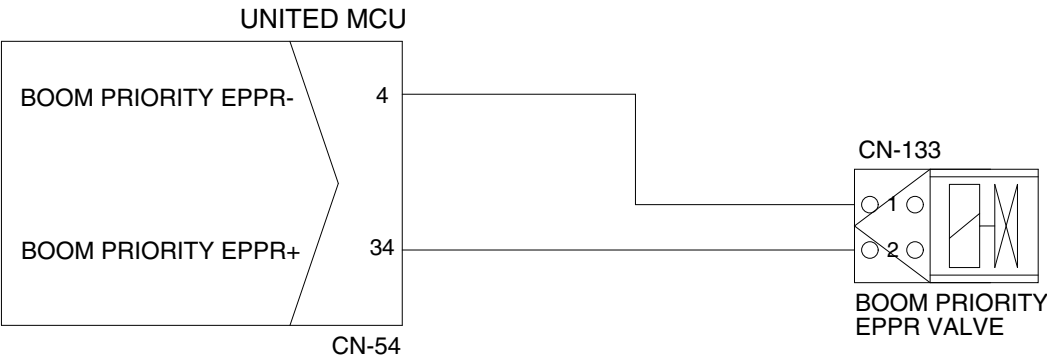 UNITED MCU
BOOM PRIORITY EPPR-
4
CN-133
1
BOOM PRIORITY EPPR+
34
2
BOOM PRIORITY
EPPR VALVE
CN-54